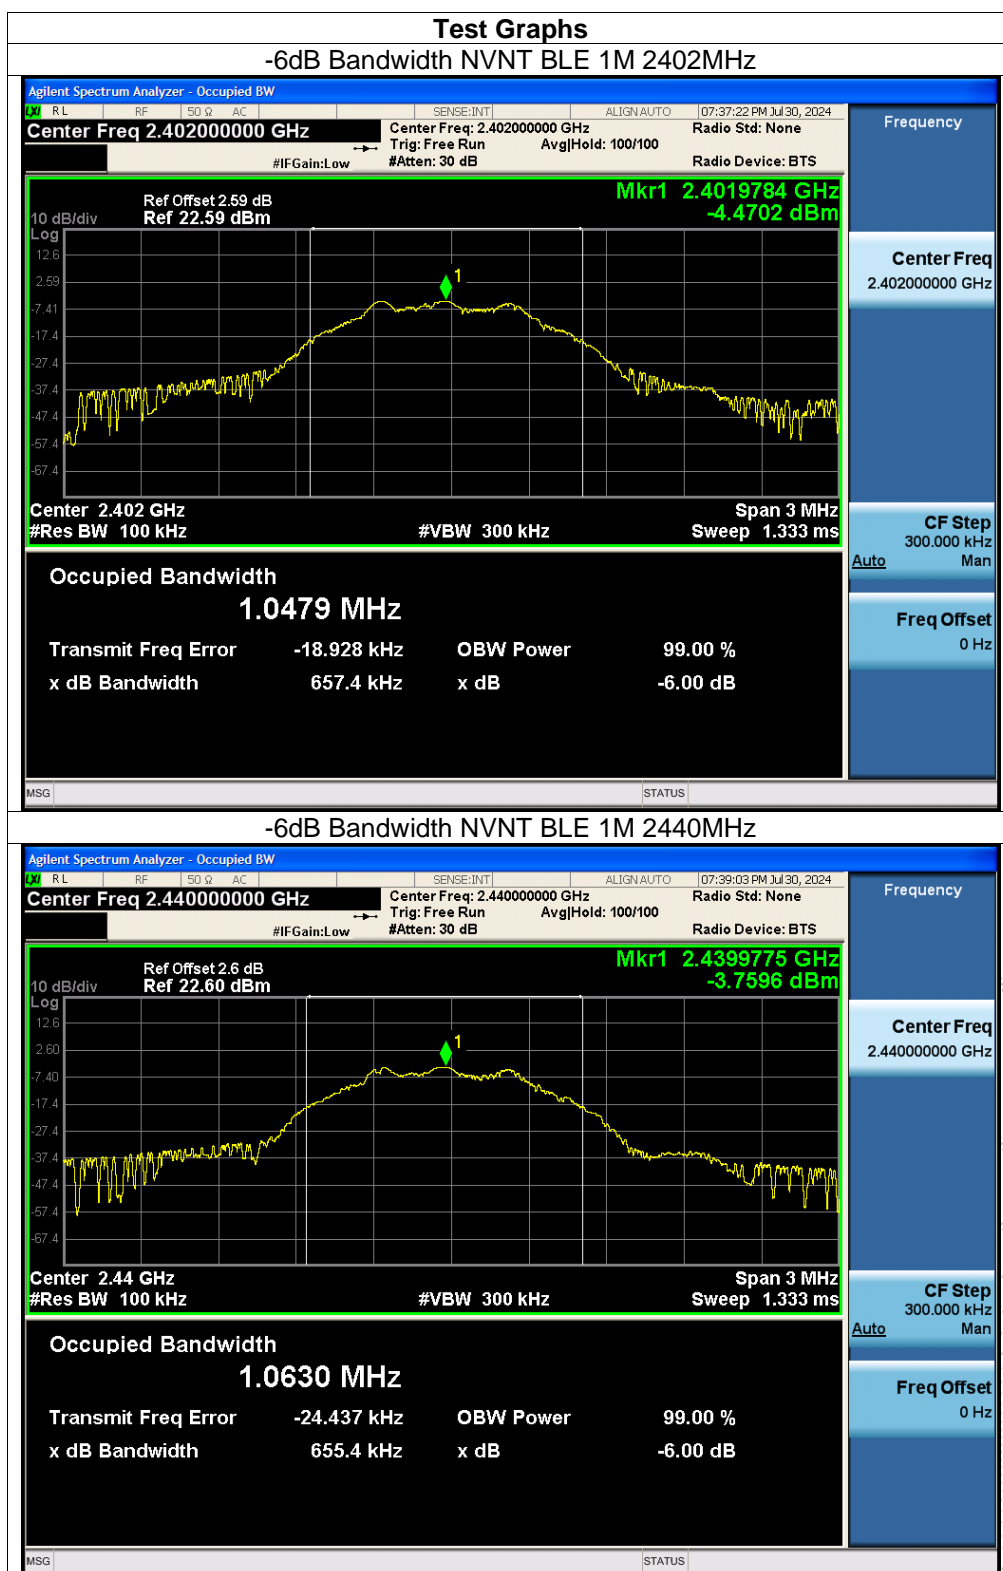 Test Graphs
-6dB Bandwidth NVNT BLE 1M 2402MHz
Agilent Spectrum Analyzer - Occupied BW
LXI RL RF 50 Ω AC SENSE:INT ALIGN AUTO 07:37:22 PM Jul 30, 2024
Center Freq 2.402000000 GHz
Center Freq: 2.402000000 GHz
Radio Std: None
Trig: Free Run Avg|Hold: 100/100
#IFGain:Low #Atten: 30 dB Radio Device: BTS
Frequency
Mkr1 2.4019784 GHz
-4.4702 dBm
Ref Offset 2.59 dB
10 dB/div Ref 22.59 dBm
Log
12.6
2.59
-7.41
-17.4
-27.4
-37.4
-47.4
-57.4
-67.4
1
Center 2.402 GHz Span 3 MHz
#Res BW 100 kHz #VBW 300 kHz Sweep 1.333 ms
Occupied Bandwidth
1.0479 MHz
Transmit Freq Error -18.928 kHz OBW Power 99.00 %
x dB Bandwidth 657.4 kHz x dB -6.00 dB
Center Freq
2.402000000 GHz
CF Step
300.000 kHz
Auto Man
Freq Offset
0 Hz
MSG STATUS
-6dB Bandwidth NVNT BLE 1M 2440MHz
Agilent Spectrum Analyzer - Occupied BW
LXI RL RF 50 Ω AC SENSE:INT ALIGN AUTO 07:39:03 PM Jul 30, 2024
Center Freq 2.440000000 GHz
Center Freq: 2.440000000 GHz
Radio Std: None
Trig: Free Run Avg|Hold: 100/100
#IFGain:Low #Atten: 30 dB Radio Device: BTS
Frequency
Mkr1 2.4399775 GHz
-3.7596 dBm
Ref Offset 2.6 dB
10 dB/div Ref 22.60 dBm
Log
12.6
2.60
-7.40
-17.4
-27.4
-37.4
-47.4
-57.4
-67.4
1
Center 2.44 GHz Span 3 MHz
#Res BW 100 kHz #VBW 300 kHz Sweep 1.333 ms
Occupied Bandwidth
1.0630 MHz
Transmit Freq Error -24.437 kHz OBW Power 99.00 %
x dB Bandwidth 655.4 kHz x dB -6.00 dB
Center Freq
2.440000000 GHz
CF Step
300.000 kHz
Auto Man
Freq Offset
0 Hz
MSG STATUS